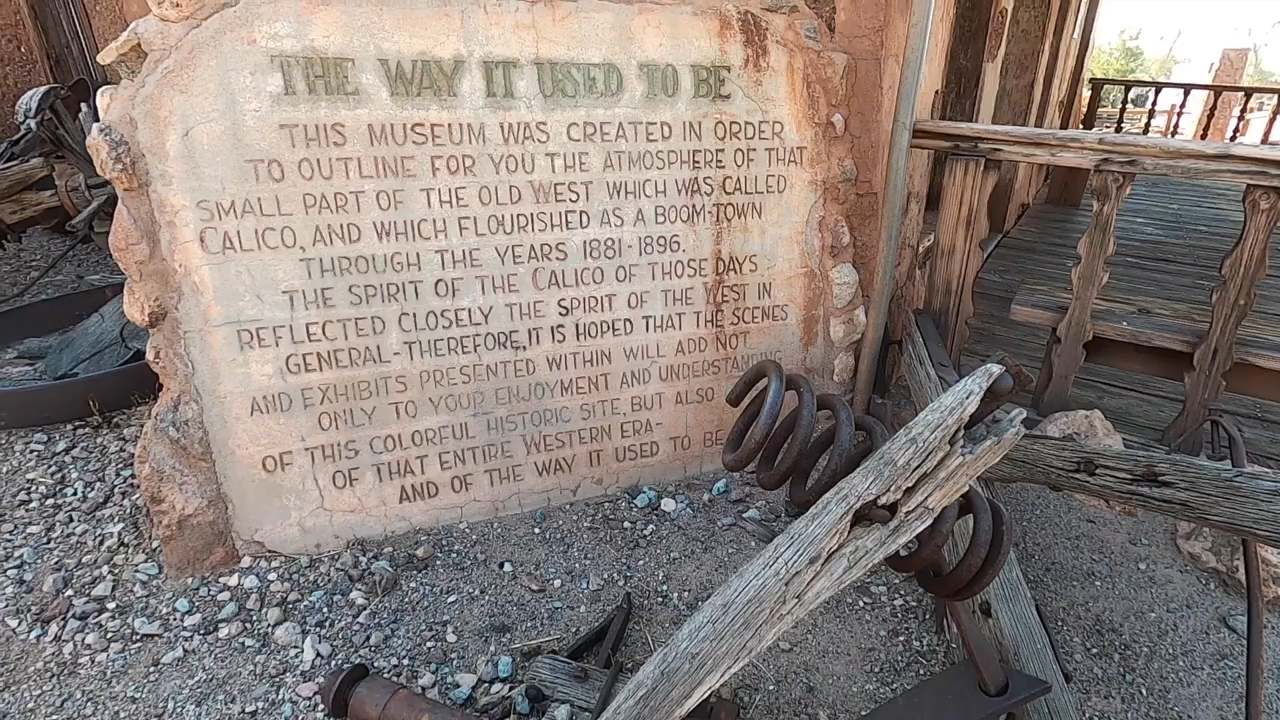 THE WAY IT USED TO BE
THIS MUSEUM WAS CREATED IN ORDER
TO OUTLINE FOR YOU THE ATMOSPHERE OF THAT
SMALL PART OF THE OLD WEST WHICH WAS CALLED
CALICO, AND WHICH FLOURISHED AS A BOOM-TOWN
THROUGH THE YEARS 1881-1896.
THE SPIRIT OF THE CALICO OF THOSE DAYS
REFLECTED CLOSELY THE SPIRIT OF THE WEST IN
GENERAL-THEREFORE, IT IS HOPED THAT THE SCENES
AND EXHIBITS PRESENTED WITHIN WILL ADD NOT
ONLY TO YOUR ENJOYMENT AND UNDERSTANDING
OF THIS COLOREUL HISTORIC SITE, BUT ALSO
OF THAT ENTIRE WESTERN ERA-
AND OF THE WAY IT USED TO BE